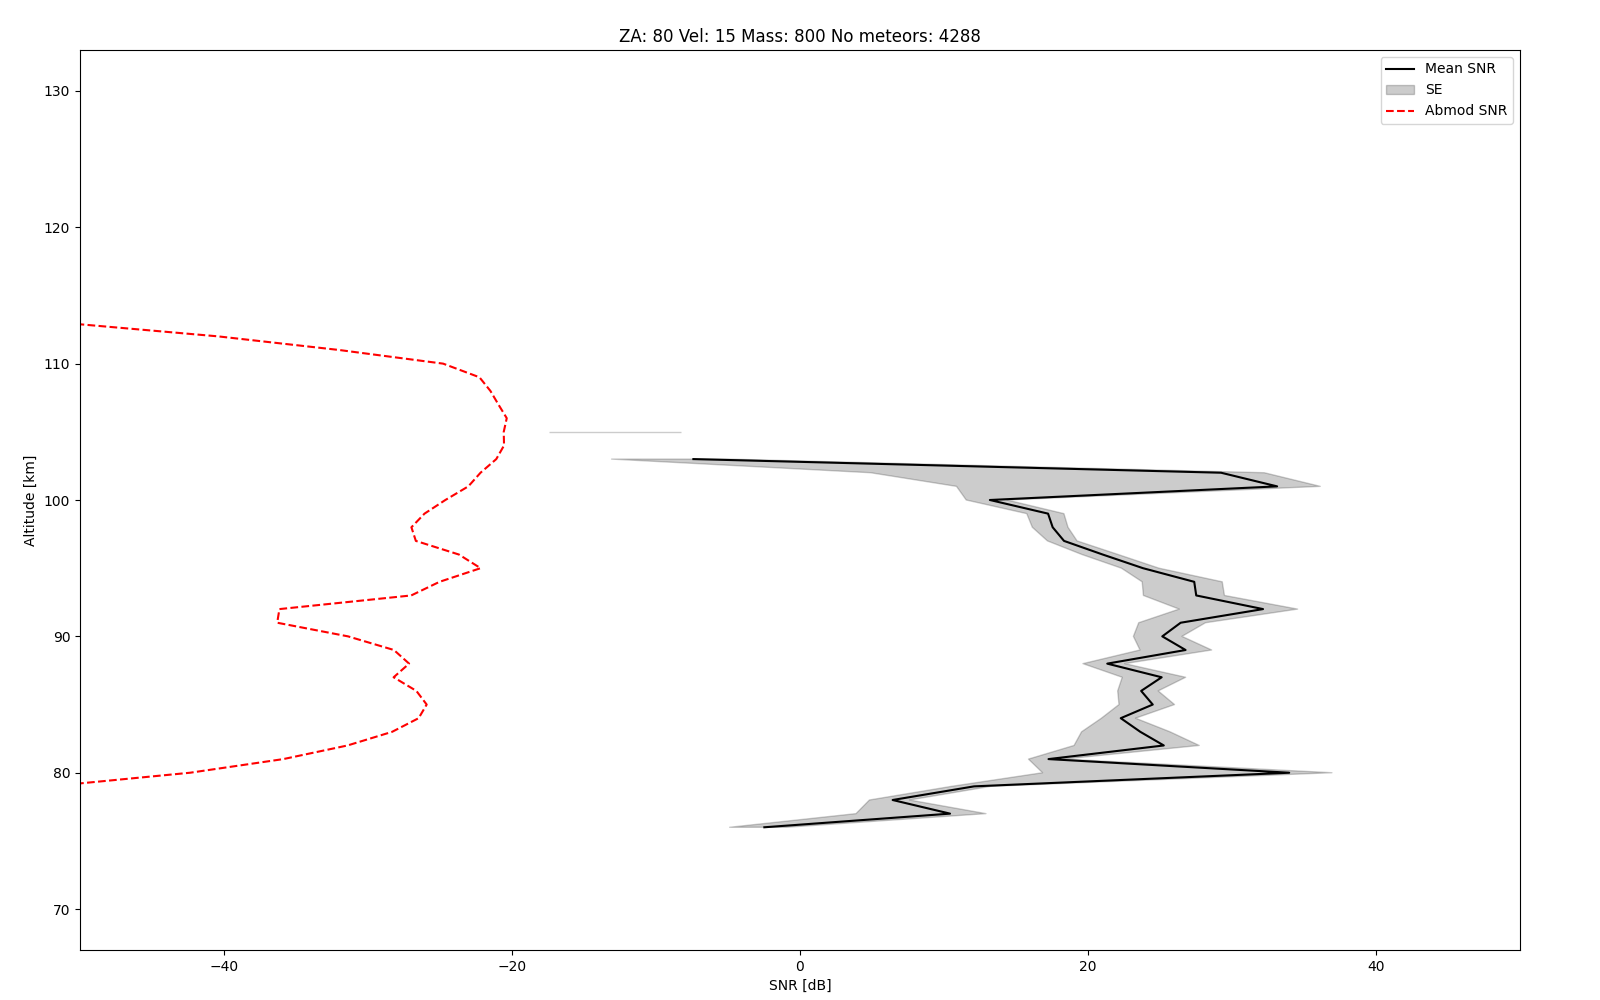 ZA: 80 Vel: 15 Mass: 800 No meteors: 4288
Mean SNR
SE
Abmod SNR
130
120
110
100
90
80
70
Altitude [km]
−40
−20
0
20
40
SNR [dB]